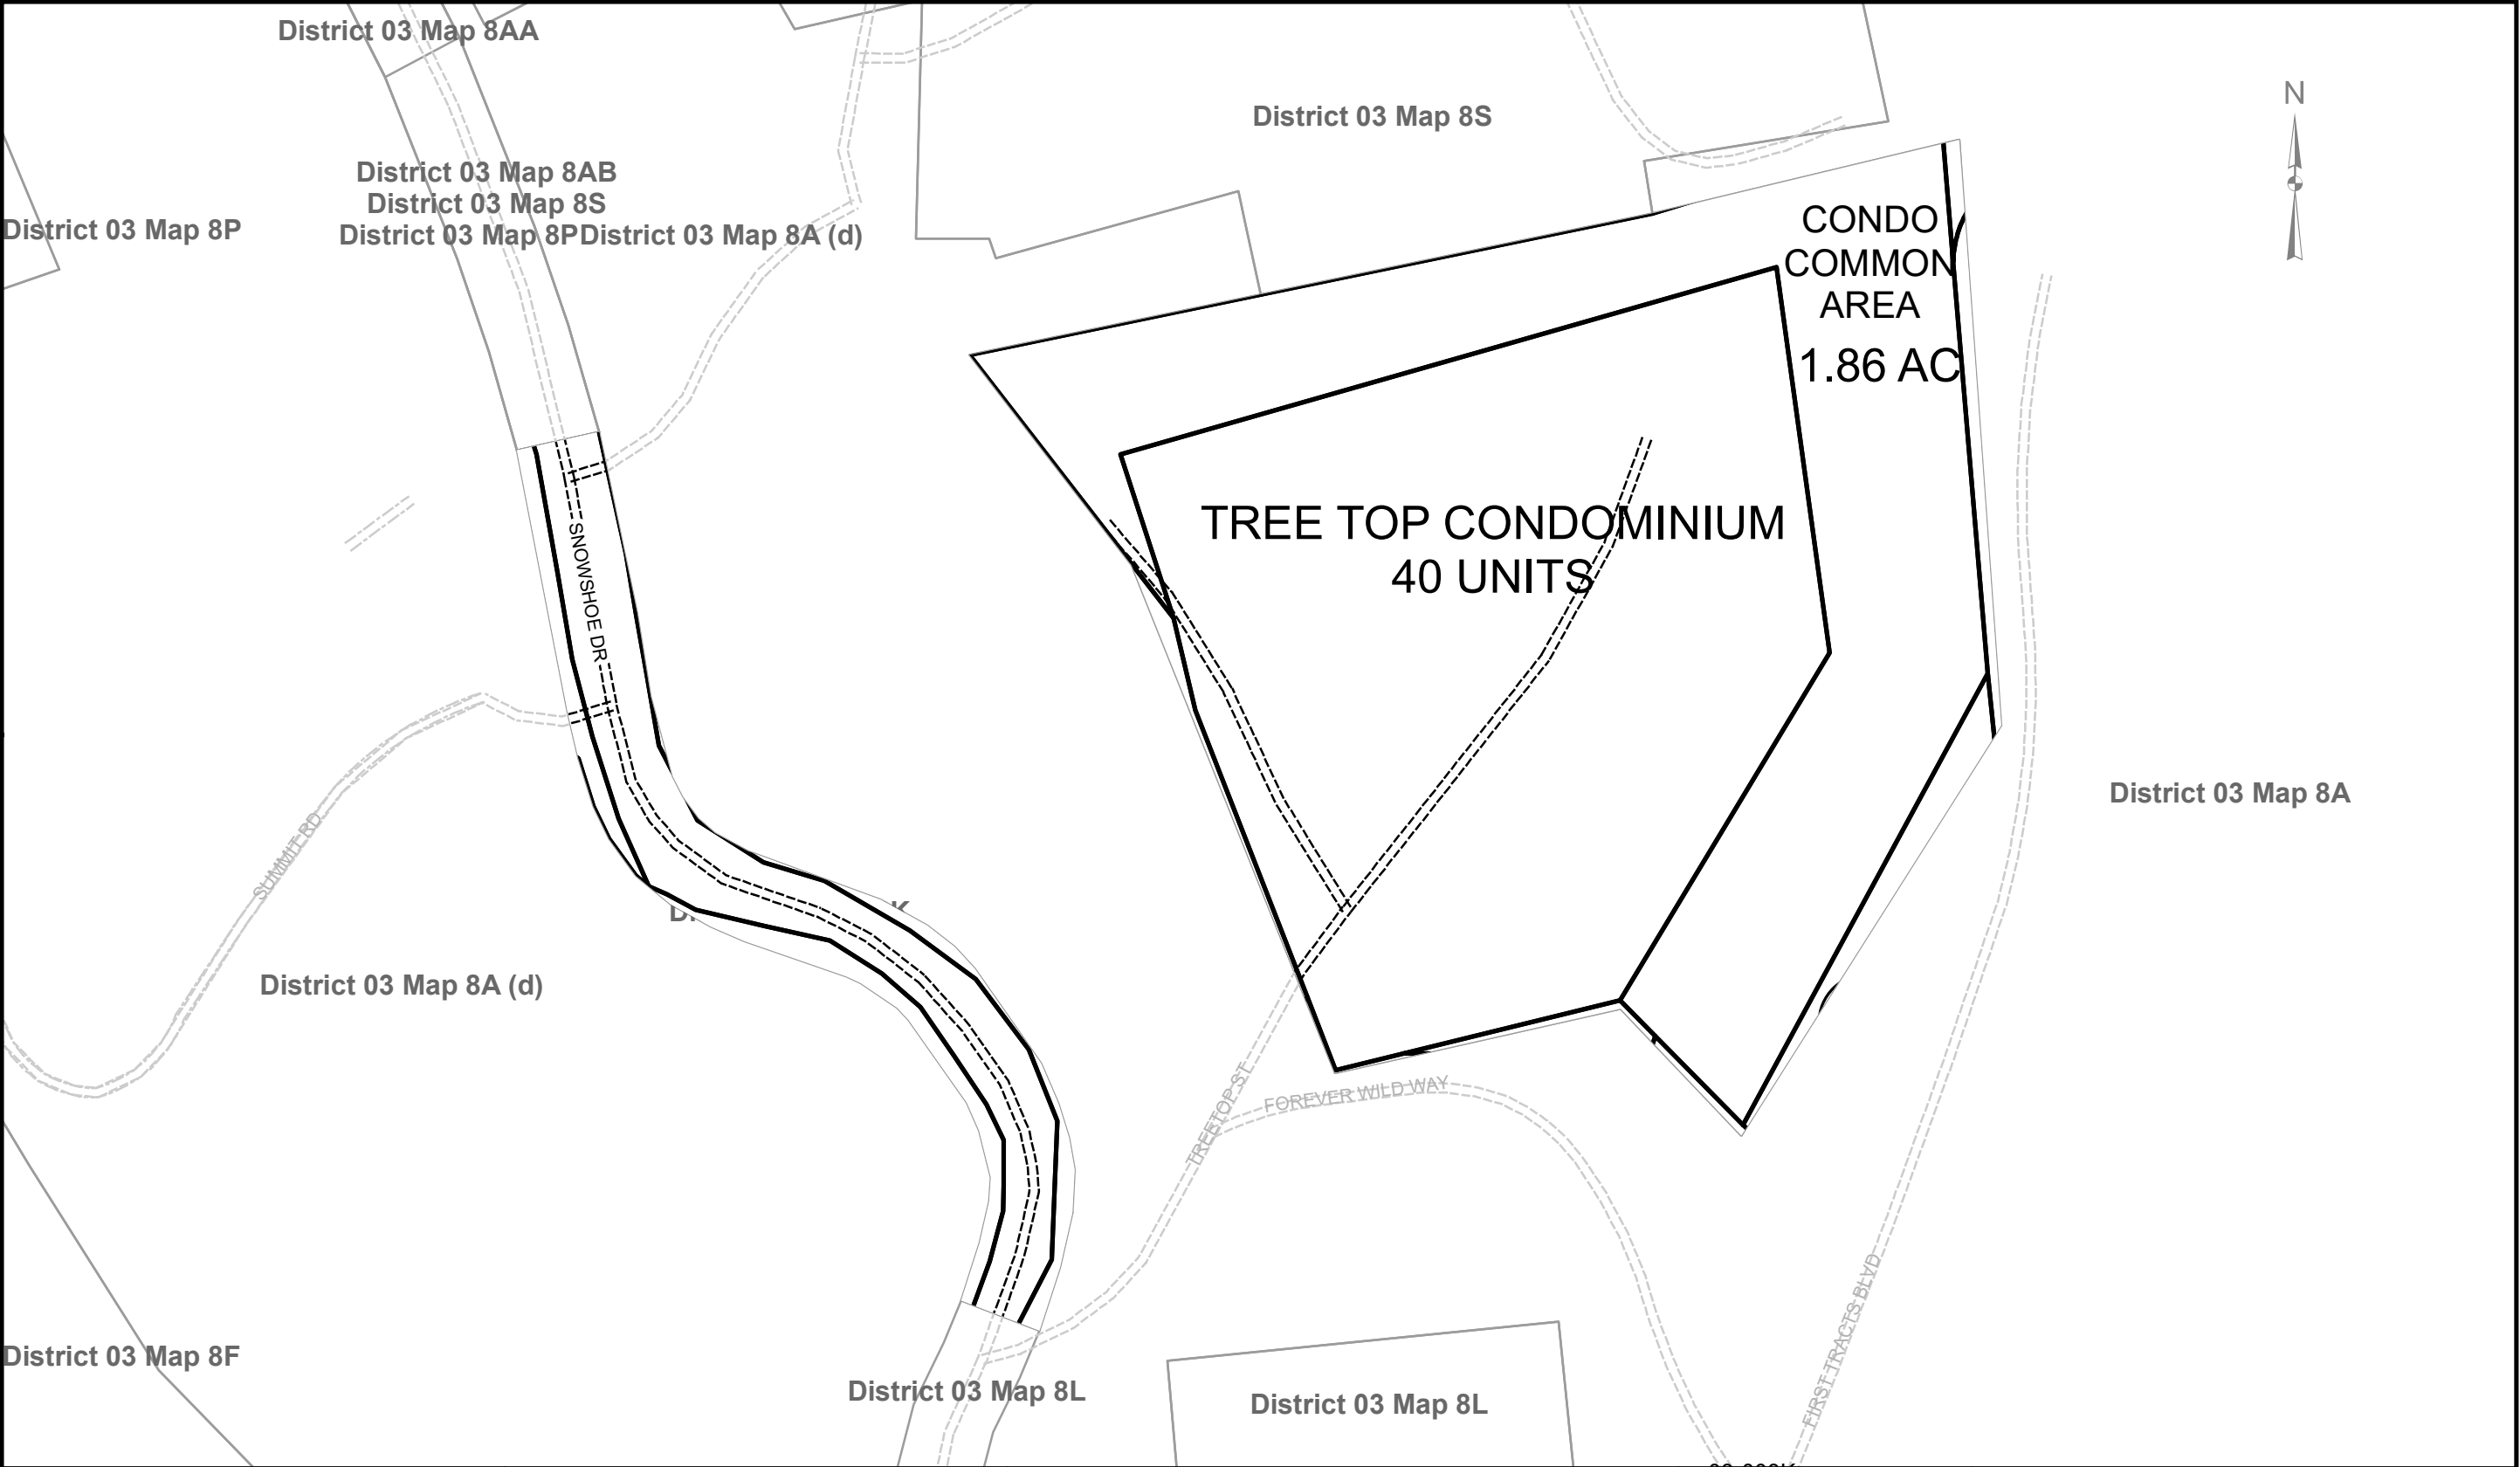 District 03 Map 8AA
District 03 Map 8S
N
District 03 Map 8AB
District 03 Map 8S
District 03 Map 8P
District 03 Map 8P
District 03 Map 8A (d)
CONDO
COMMON
AREA
1.86 AC
TREE TOP CONDOMINIUM
40 UNITS
SNOWSHOE DR
District 03 Map 8A
SUMMIT RD
District 03 Map 8A (d)
TREETOP ST
FOREVER WILD WAY
FIRST TRACTS BLVD
District 03 Map 8F
District 03 Map 8L
District 03 Map 8L